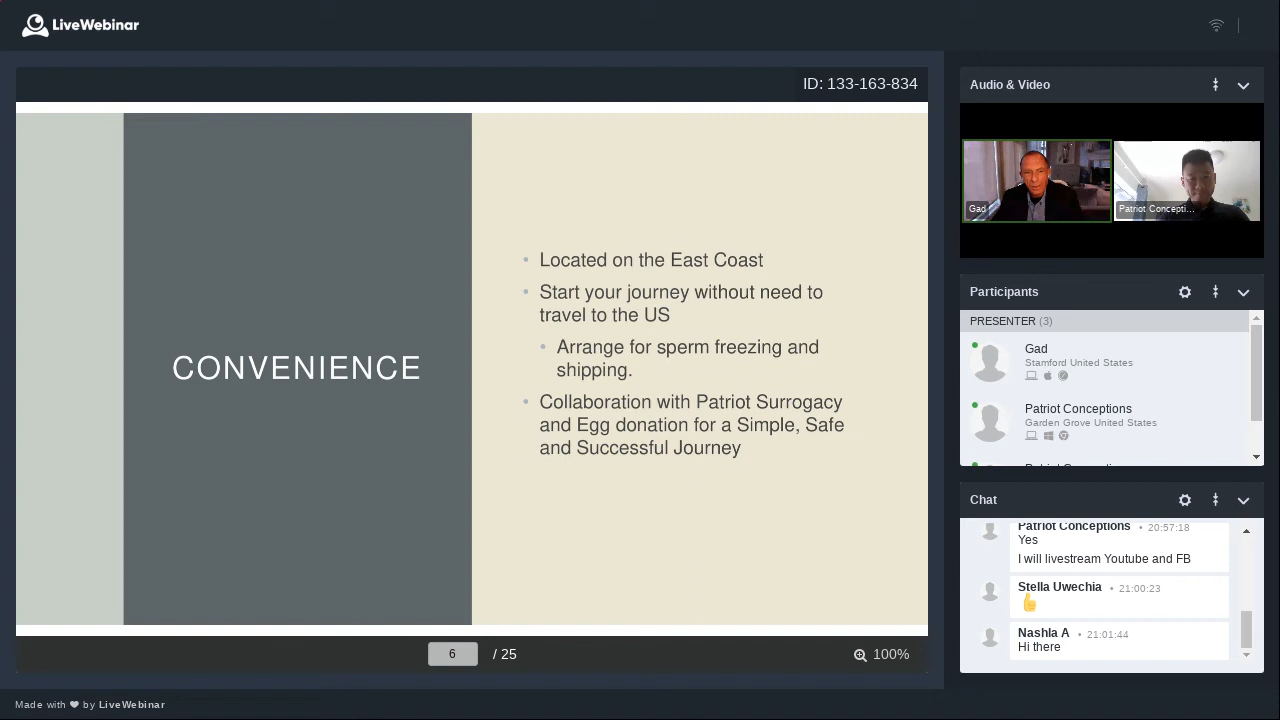 LiveWebinar
ID: 133-163-834
CONVENIENCE
• Located on the East Coast
• Start your journey without need to
travel to the US
• Arrange for sperm freezing and
shipping.
• Collaboration with Patriot Surrogacy
and Egg donation for a Simple, Safe
and Successful Journey
6 / 25
100%
Audio & Video
Gad
Patriot Concepti...
Participants
PRESENTER (3)
Gad
Stamford United States
Patriot Conceptions
Garden Grove United States
Chat
Patriot Conceptions • 20:57:18
Yes
I will livestream Youtube and FB
Stella Uwechia • 21:00:23
Nashla A • 21:01:44
Hi there
Made with ❤ by LiveWebinar